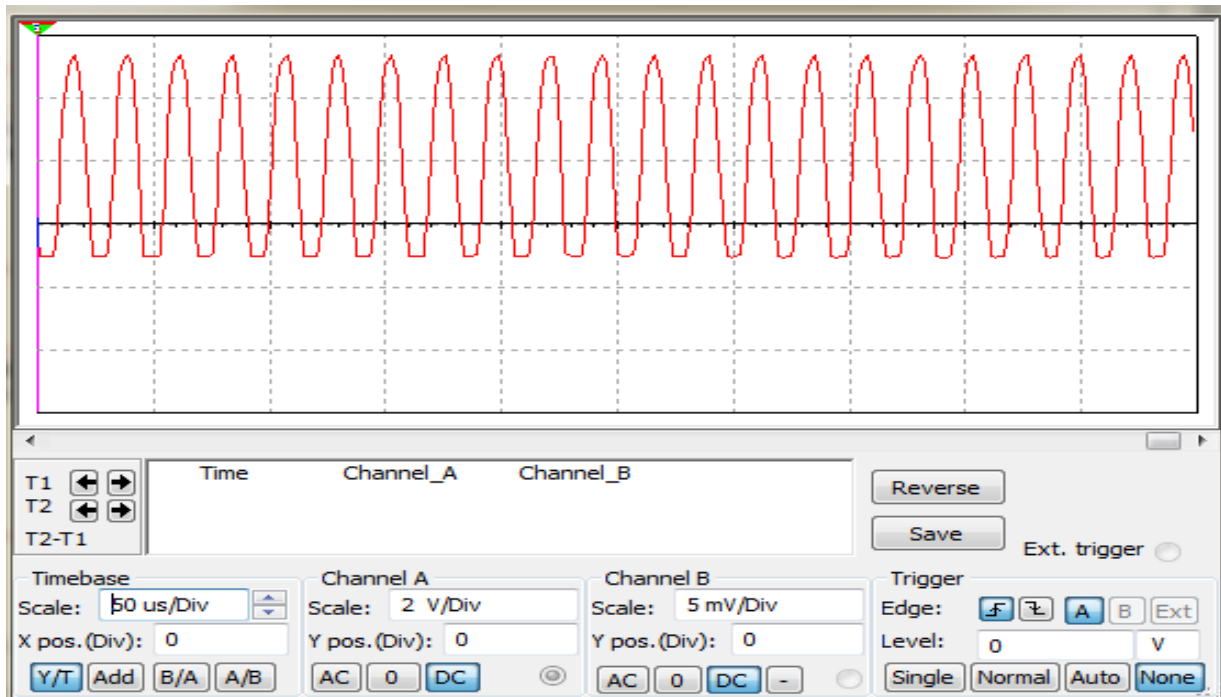 Time Channel_A Channel_B
T1
T2
T2-T1
Reverse
Save
Ext. trigger
Timebase
Scale: 50 us/Div
X pos.(Div): 0
Y/T Add B/A A/B
Channel A
Scale: 2 V/Div
Y pos.(Div): 0
AC 0 DC
Channel B
Scale: 5 mV/Div
Y pos.(Div): 0
AC 0 DC -
Trigger
Edge: A B Ext
Level: 0 V
Single Normal Auto None